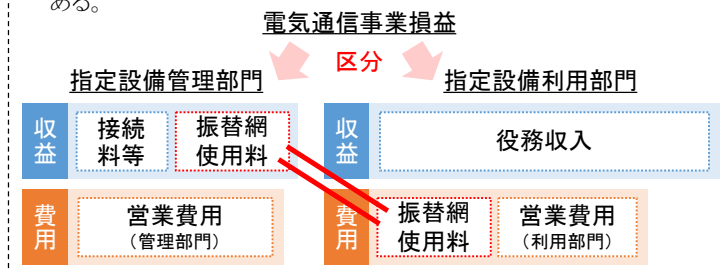 ある。
電気通信事業損益
区分
指定設備管理部門
指定設備利用部門
収益
接続料等
振替網使用料
収益
役務収入
費用
営業費用
（管理部門）
費用
振替網使用料
営業費用
（利用部門）